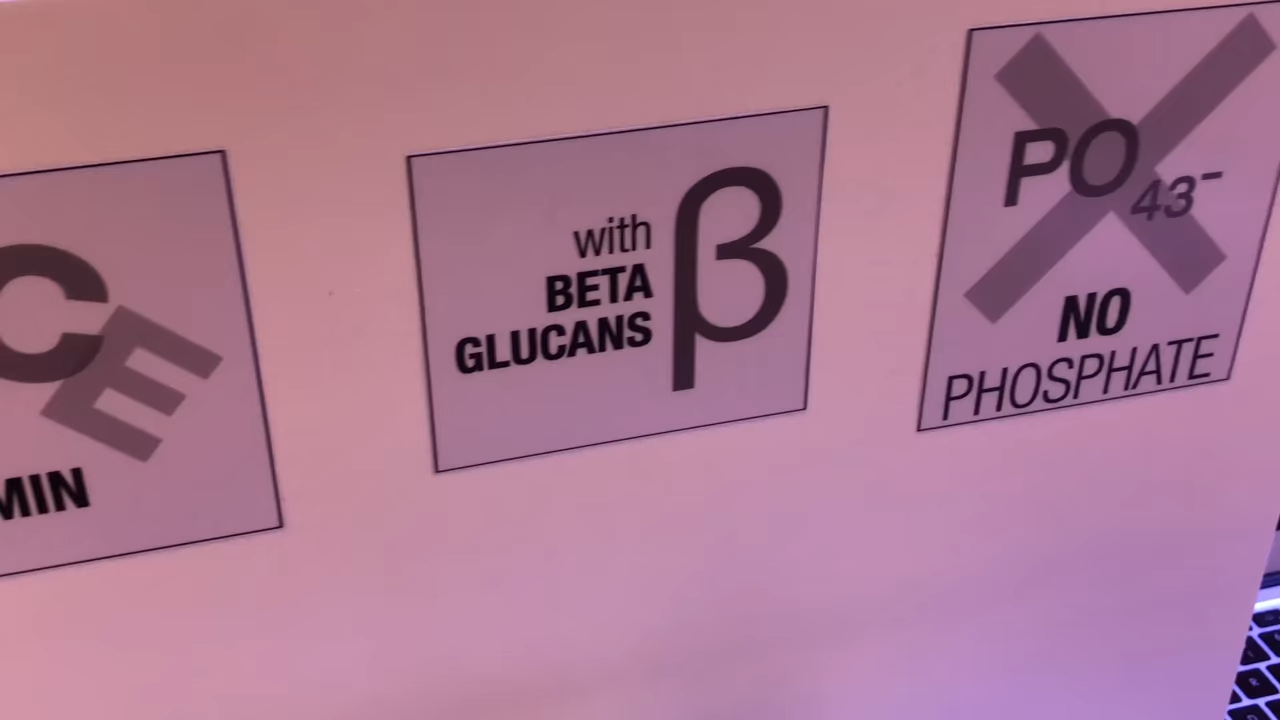 C
E
MIN
with
BETA
GLUCANS
β
PO43-
NO
PHOSPHATE